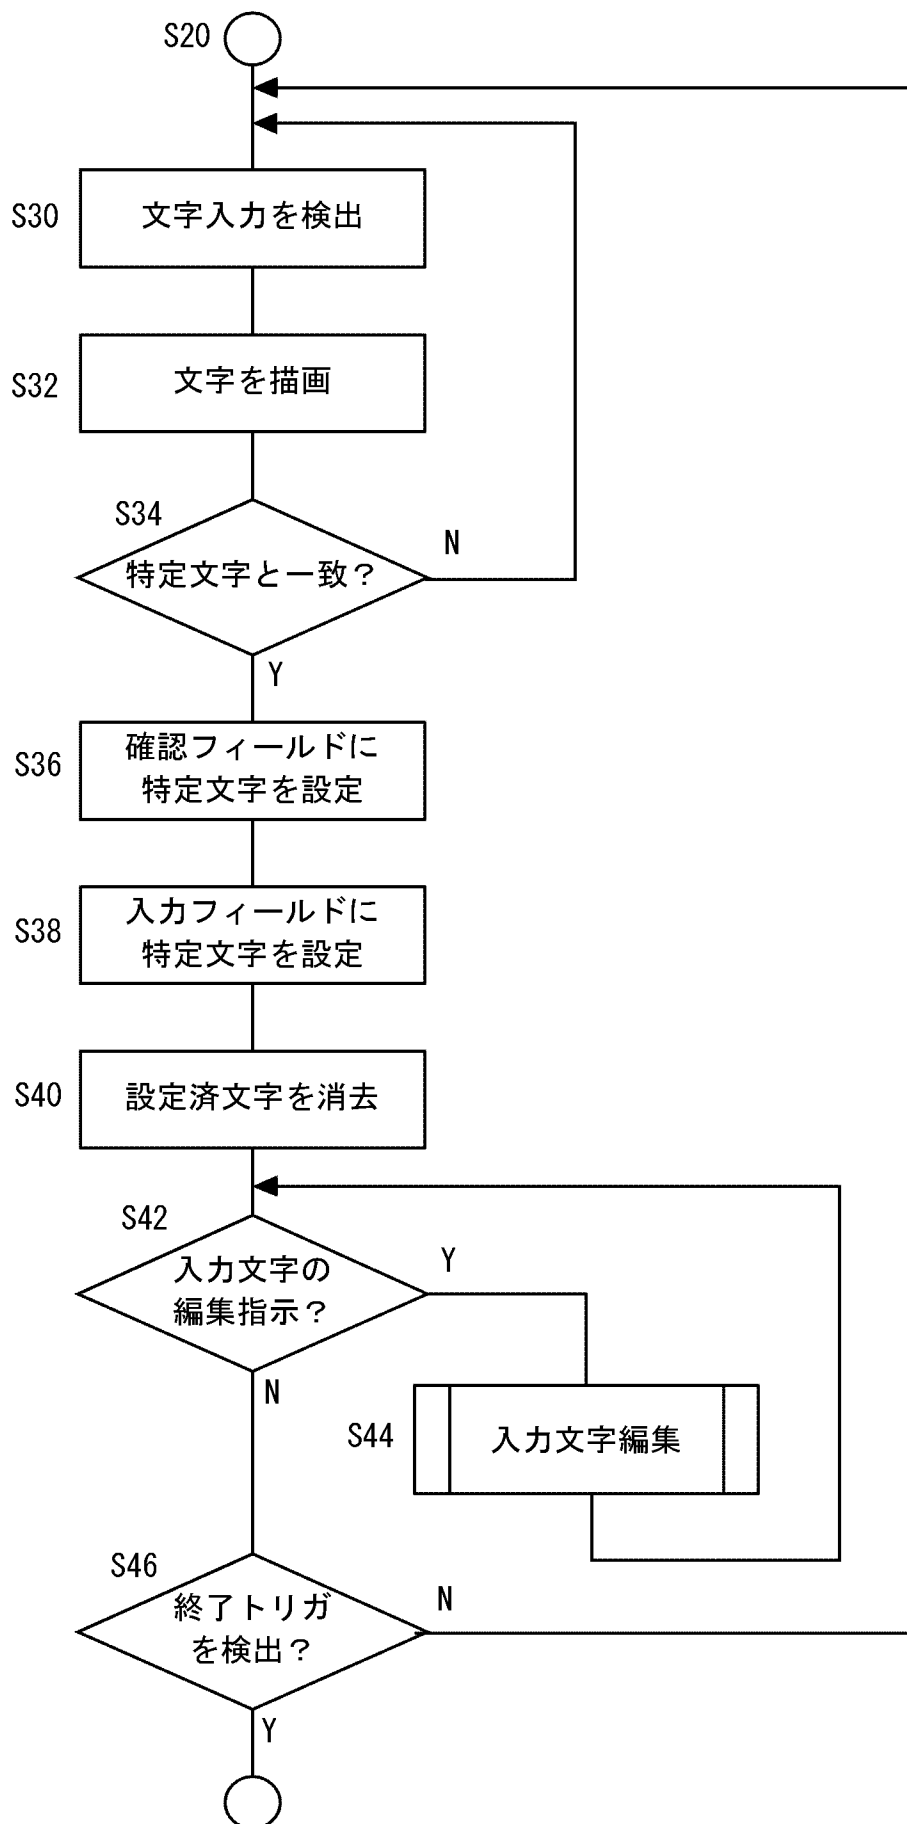 S20
S30
文字入力を検出
S32
文字を描画
S34
特定文字と一致？
N
Y
S36
確認フィールドに
特定文字を設定
S38
入力フィールドに
特定文字を設定
S40
設定済文字を消去
S42
入力文字の
編集指示？
Y
N
S44
入力文字編集
S46
終了トリガ
を検出？
N
Y